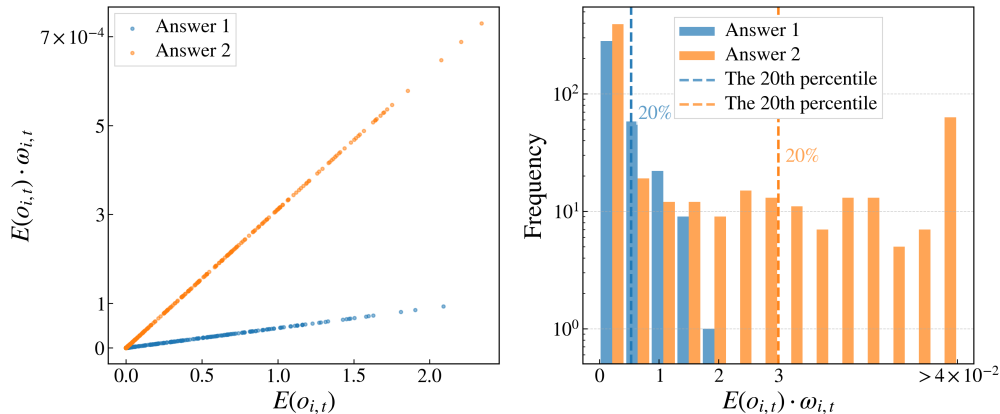 Answer 1
Answer 2
7×10⁻⁴
5
3
1
0
0.0
0.5
1.0
1.5
2.0
E(o_{i,t})
E(o_{i,t}) · ω_{i,t}
Answer 1
Answer 2
The 20th percentile
The 20th percentile
20%
20%
10²
10¹
10⁰
Frequency
0
1
2
3
>4×10⁻²
E(o_{i,t}) · ω_{i,t}